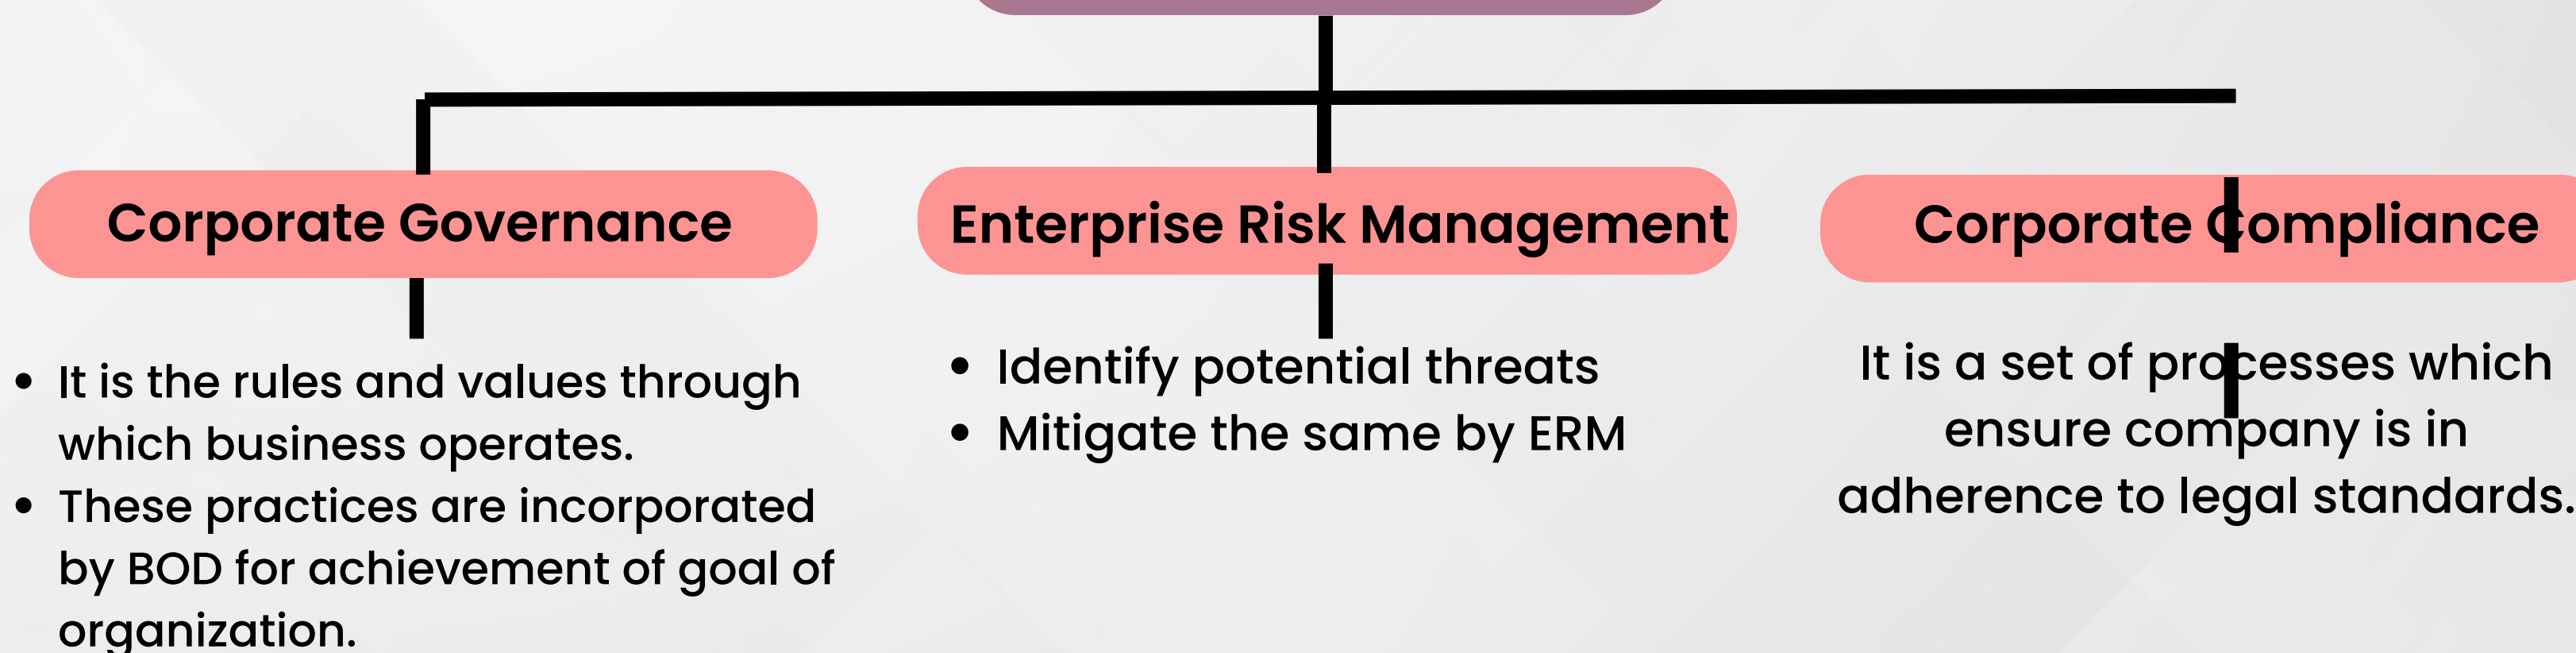 Corporate Governance
• It is the rules and values through
which business operates.
• These practices are incorporated
by BOD for achievement of goal of
organization.
Enterprise Risk Management
• Identify potential threats
• Mitigate the same by ERM
Corporate Compliance
It is a set of processes which
ensure company is in
adherence to legal standards.